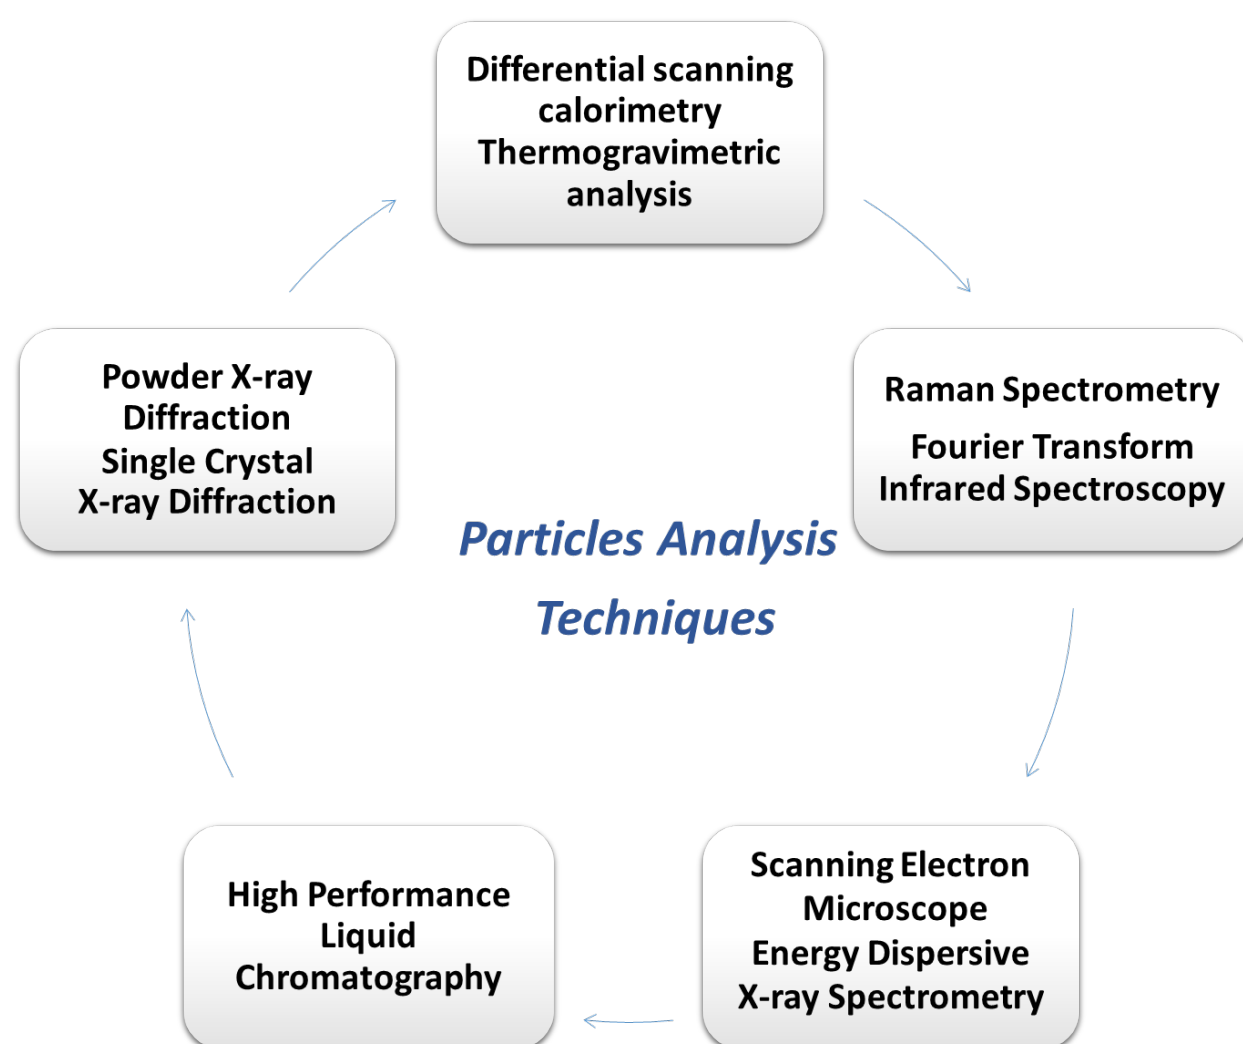 Differential scanning
calorimetry
Thermogravimetric
analysis
Raman Spectrometry
Fourier Transform
Infrared Spectroscopy
Scanning Electron
Microscope
Energy Dispersive
X-ray Spectrometry
High Performance
Liquid
Chromatography
Powder X-ray
Diffraction
Single Crystal
X-ray Diffraction
Particles Analysis
Techniques